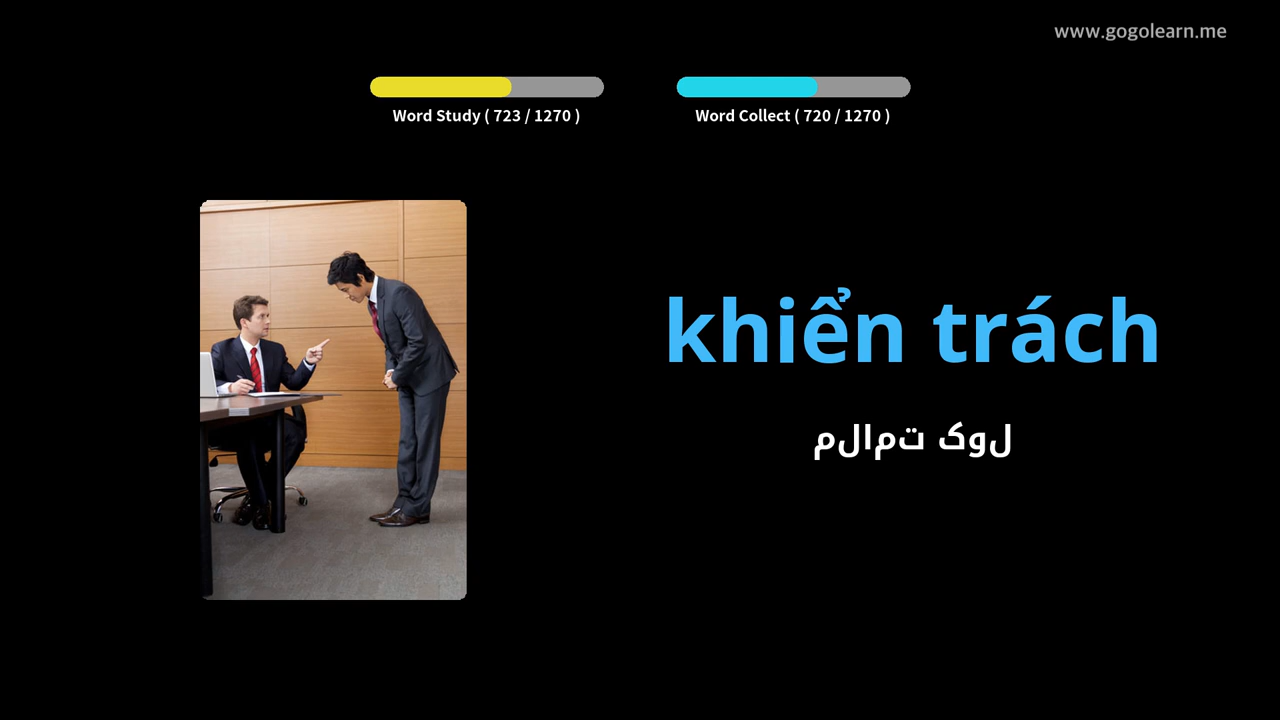 www.gogolearn.me
Word Study ( 723 / 1270 )
Word Collect ( 720 / 1270 )
khiển trách
ملامت کول